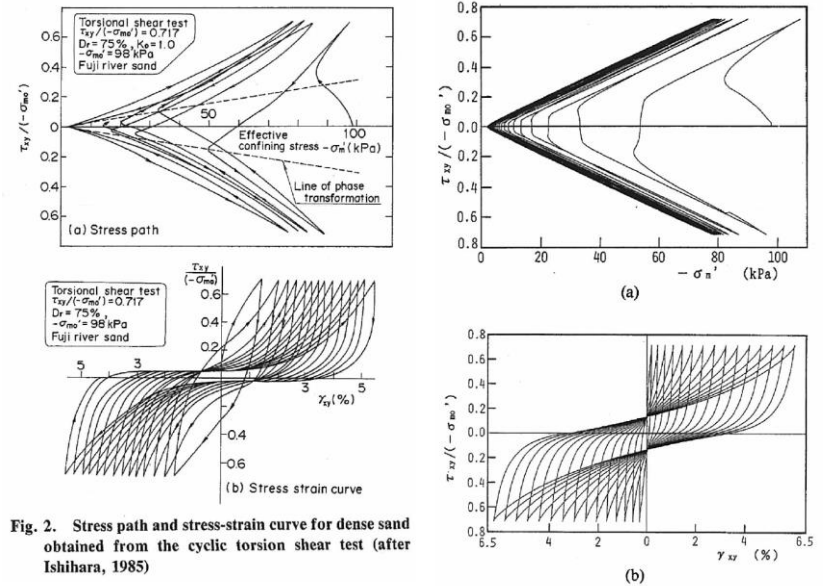 0.6
0.4
0.2
0
0.2
0.4
0.6
τxy/(-σmo')
Torsional shear test
τxy/(-σmo')=0.717
Dr=75%, Ko=1.0
-σmo'=98 kPa
Fuji river sand
50
100
Effective
confining stress -σm'(kPa)
Line of phase
transformation
(a) Stress path
Torsional shear test
τxy/(-σmo')=0.717
Dr=75%,
-σmo'=98 kPa
Fuji river sand
τxy
(-σmo')
0.6
0.4
0.2
5
3
3
5
γxy(%)
0.4
0.6
(b) Stress strain curve
Fig. 2. Stress path and stress-strain curve for dense sand
obtained from the cyclic torsion shear test (after
Ishihara, 1985)
0.8
0.6
0.4
0.2
0
0.2
0.4
0.6
0.8
τxy/(-σmo')
0
20
40
60
80
100
-σm' (kPa)
(a)
0.8
0.6
0.4
0.2
0.0
0.2
0.4
0.6
0.8
τxy/(-σmo')
6.5
4
2
0
2
4
6.5
γxy (%)
(b)